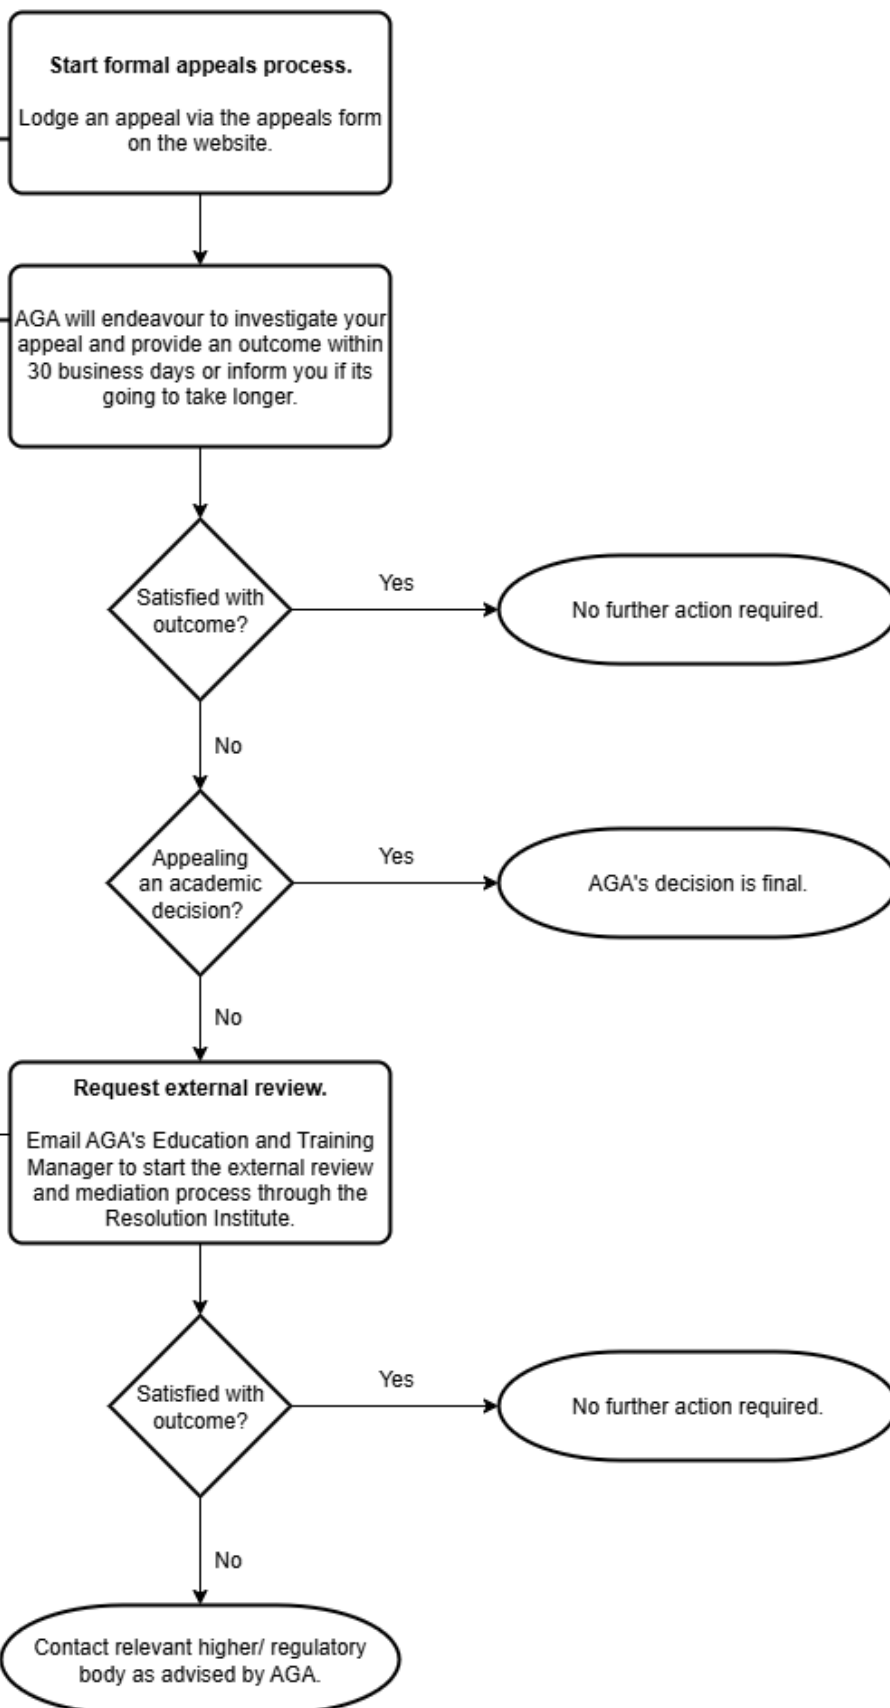 Start formal appeals process.
Lodge an appeal via the appeals form
on the website.
AGA will endeavour to investigate your
appeal and provide an outcome within
30 business days or inform you if its
going to take longer.
Satisfied with
outcome?
Yes
No further action required.
No
Appealing
an academic
decision?
Yes
AGA's decision is final.
No
Request external review.
Email AGA's Education and Training
Manager to start the external review
and mediation process through the
Resolution Institute.
Satisfied with
outcome?
Yes
No further action required.
No
Contact relevant higher/ regulatory
body as advised by AGA.